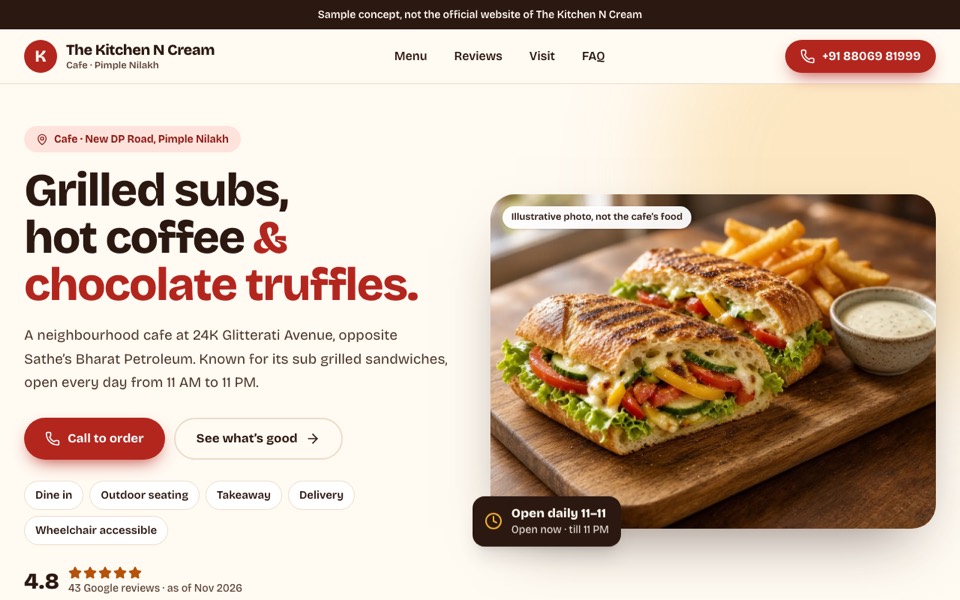 Sample concept, not the official website of The Kitchen N Cream
K
The Kitchen N Cream
Cafe · Pimple Nilakh
Menu
Reviews
Visit
FAQ
+91 88069 81999
Cafe · New DP Road, Pimple Nilakh
Grilled subs,
hot coffee &
chocolate truffles.
A neighbourhood cafe at 24K Glitterati Avenue, opposite
Sathe's Bharat Petroleum. Known for its sub grilled sandwiches,
open every day from 11 AM to 11 PM.
Call to order
See what's good
Dine in
Outdoor seating
Takeaway
Delivery
Wheelchair accessible
4.8
43 Google reviews · as of Nov 2026
Illustrative photo, not the cafe's food
Open daily 11–11
Open now · till 11 PM